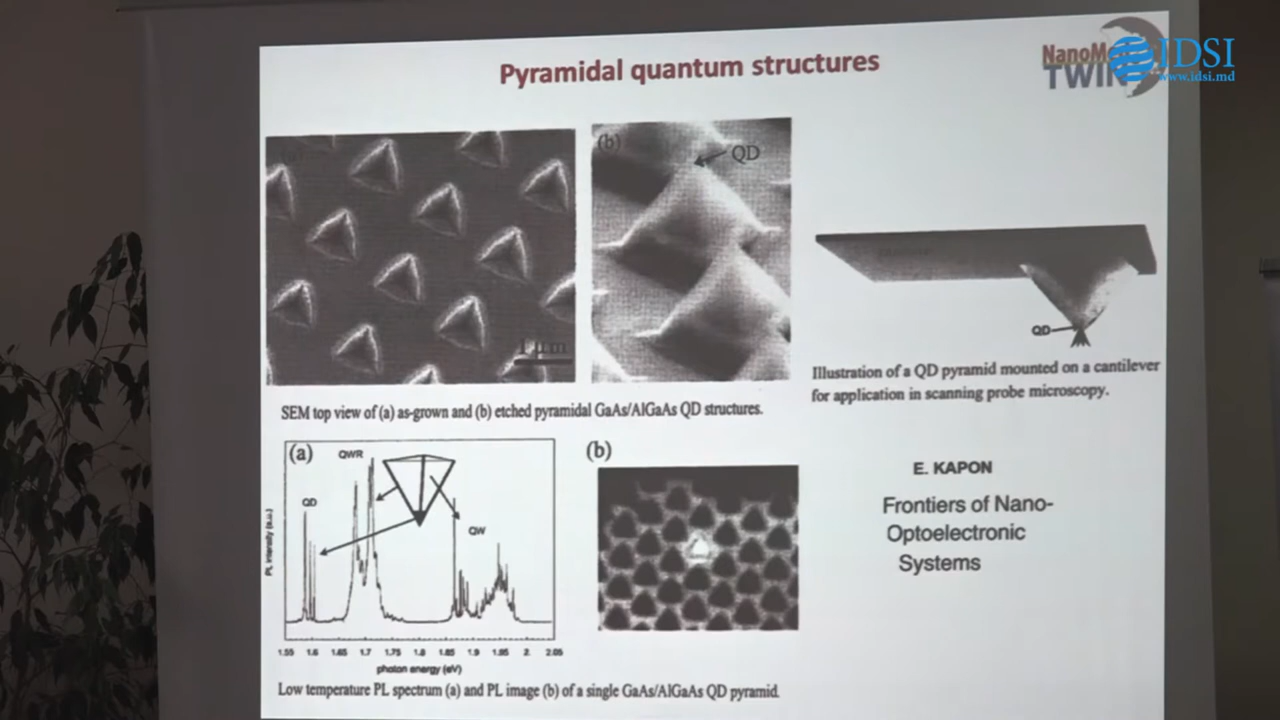 Pyramidal quantum structures
TWIN
IDSI
www.idsi.md
(b)
QD
1 µm
QD
Illustration of a QD pyramid mounted on a cantilever
for application in scanning probe microscopy.
SEM top view of (a) as-grown and (b) etched pyramidal GaAs/AlGaAs QD structures.
(a)
QWR
QD
QW
PL intensity (a.u.)
1.55 1.6 1.65 1.7 1.75 1.8 1.85 1.9 1.95 2. 2.05
photon energy (eV)
(b)
E. KAPON
Frontiers of Nano-
Optoelectronic
Systems
Low temperature PL spectrum (a) and PL image (b) of a single GaAs/AlGaAs QD pyramid.